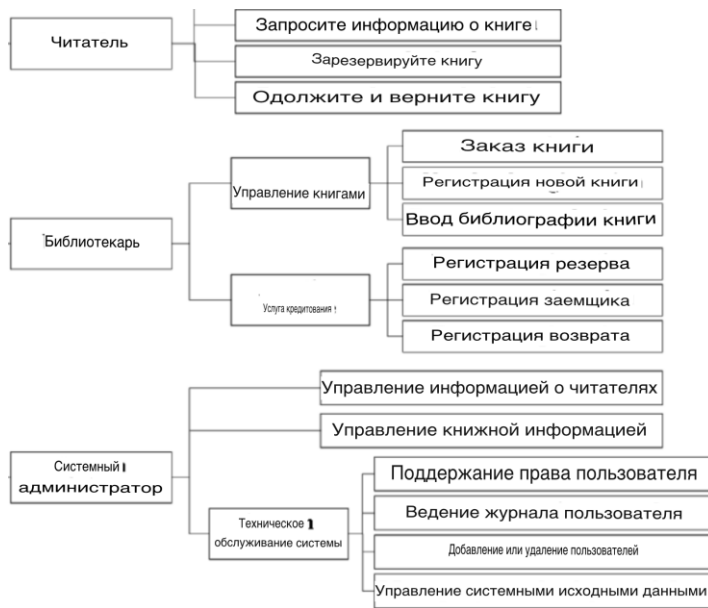 Запросите информацию о книге
Читатель
Зарезервируйте книгу
Одолжите и верните книгу
Заказ книги
Управление книгами
Регистрация новой книги
Ввод библиографии книги
Библиотекарь
Регистрация резерва
Услуга кредитования
Регистрация заемщика
Регистрация возврата
Управление информацией о читателях
Управление книжной информацией
Системный
администратор
Поддержание права пользователя
Ведение журнала пользователя
Техническое
обслуживание системы
Добавление или удаление пользователей
Управление системными исходными данными